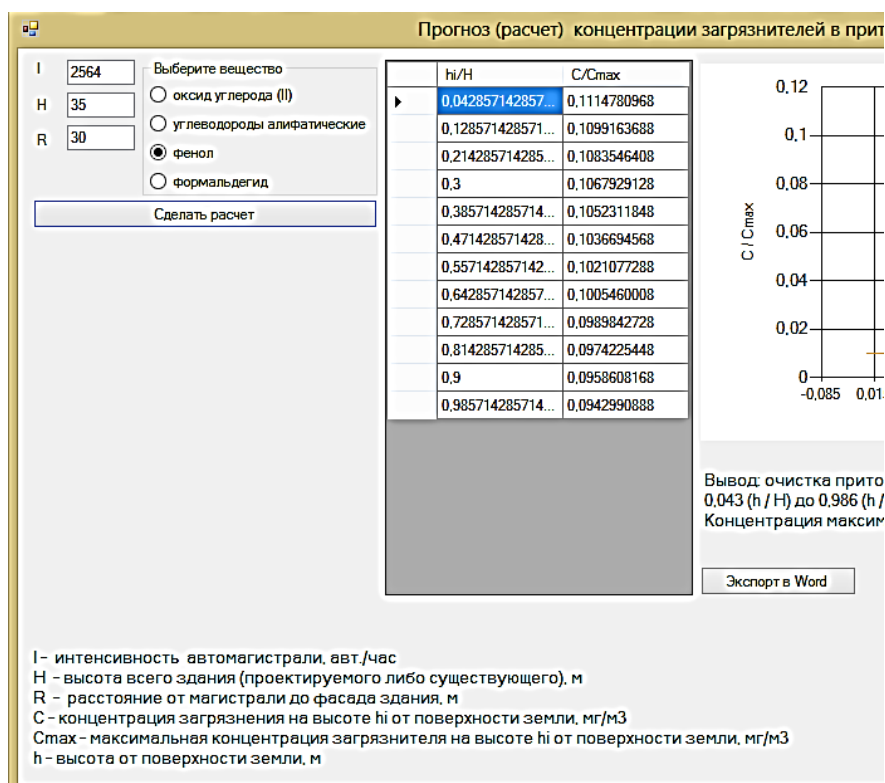 Прогноз (расчет) концентрации загрязнителей в прит
I 2564
H 35
R 30
Выберите вещество
оксид углерода (II)
углеводороды алифатические
фенол
формальдегид
Сделать расчет
hi/H C/Cmax
0,042857142857... 0,1114780968
0,128571428571... 0,1099163688
0,214285714285... 0,1083546408
0,3 0,1067929128
0,385714285714... 0,1052311848
0,471428571428... 0,1036694568
0,557142857142... 0,1021077288
0,642857142857... 0,1005460008
0,728571428571... 0,0989842728
0,814285714285... 0,0974225448
0,9 0,0958608168
0,985714285714... 0,0942990888
C / Cmax
0,12
0,1
0,08
0,06
0,04
0,02
0
-0,085 0,01
Вывод: очистка прито
0,043 (h / H) до 0,986 (h /
Концентрация максим
Экспорт в Word
I – интенсивность автомагистрали, авт./час
H – высота всего здания (проектируемого либо существующего), м
R – расстояние от магистрали до фасада здания, м
C – концентрация загрязнения на высоте hi от поверхности земли, мг/м3
Cmax – максимальная концентрация загрязнителя на высоте hi от поверхности земли, мг/м3
h – высота от поверхности земли, м